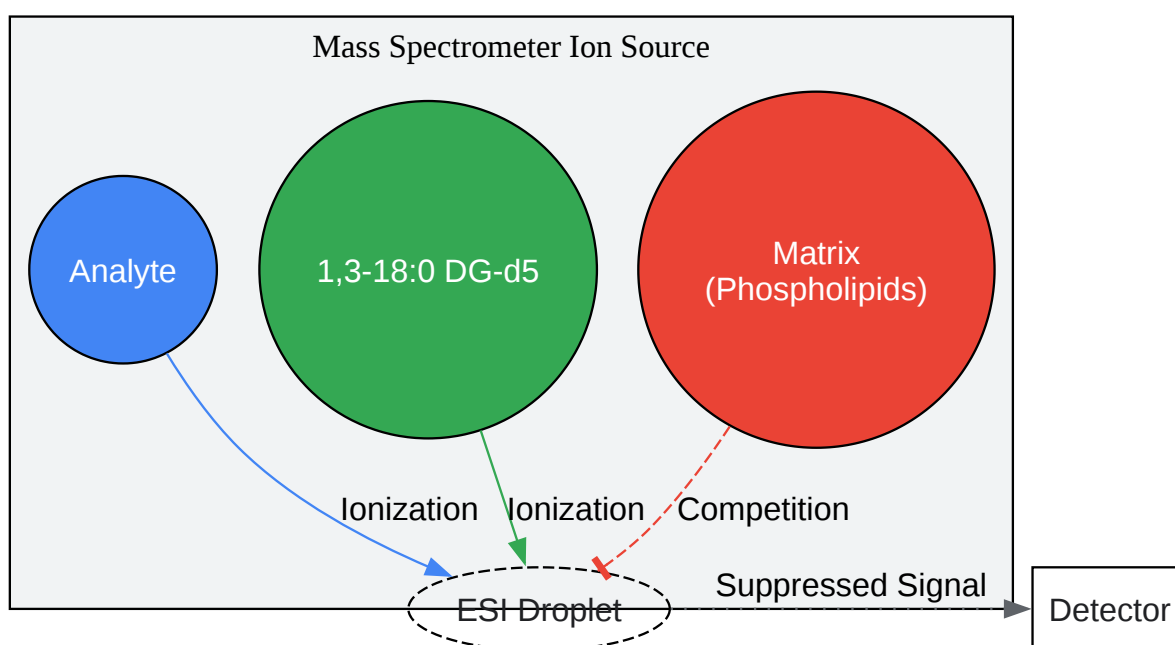 Mass Spectrometer Ion Source
Analyte
1,3-18:0 DG-d5
Matrix
(Phospholipids)
Ionization
Ionization
Competition
Suppressed Signal
ESI Droplet
Detector